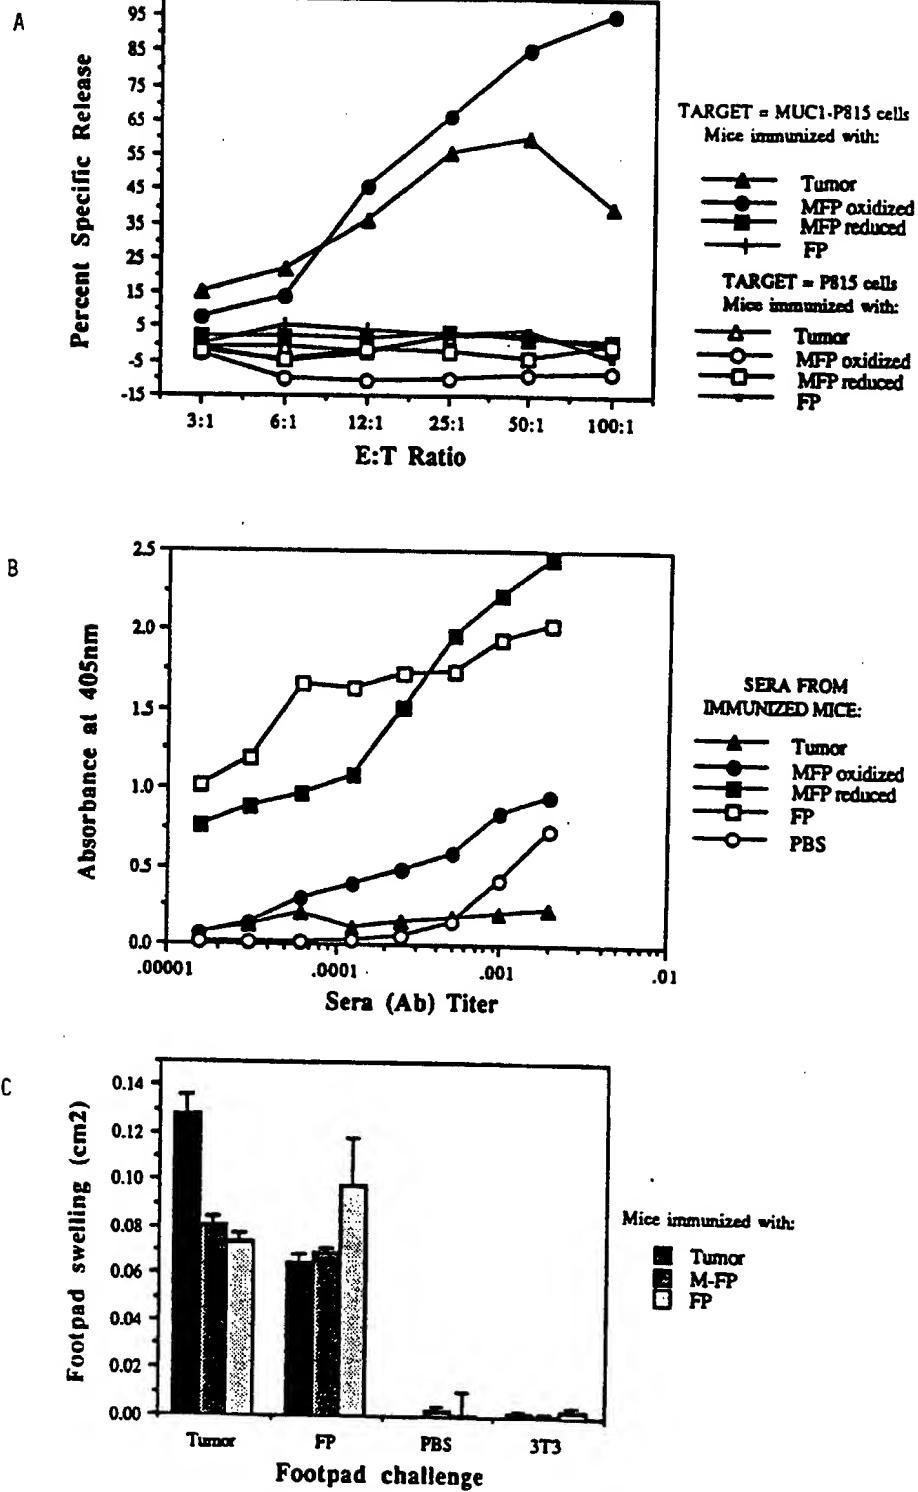 A
95
85
75
65
55
45
35
25
15
5
-5
-15
Percent Specific Release
3:1 6:1 12:1 25:1 50:1 100:1
E:T Ratio
TARGET = MUC1-P815 cells
Mice immunized with:
Tumor
MFP oxidized
MFP reduced
FP
TARGET = P815 cells
Mice immunized with:
Tumor
MFP oxidized
MFP reduced
FP
B
2.5
2.0
1.5
1.0
0.5
0.0
Absorbance at 405nm
.00001 .0001 .001 .01
Sera (Ab) Titer
SERA FROM
IMMUNIZED MICE:
Tumor
MFP oxidized
MFP reduced
FP
PBS
C
0.14
0.12
0.10
0.08
0.06
0.04
0.02
0.00
Footpad swelling (cm2)
Tumor FP PBS 3T3
Footpad challenge
Mice immunized with:
Tumor
M-FP
FP